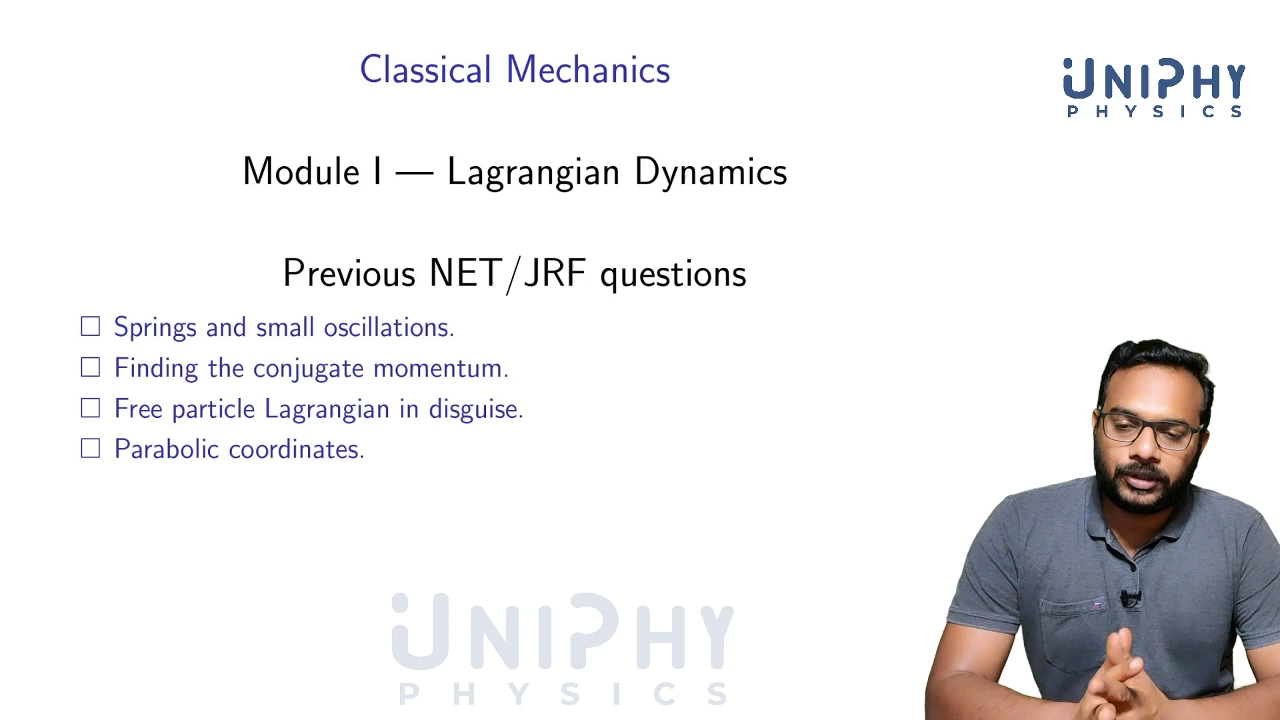 Classical Mechanics
UNIPHY
PHYSICS
Module I — Lagrangian Dynamics
Previous NET/JRF questions
□ Springs and small oscillations.
□ Finding the conjugate momentum.
□ Free particle Lagrangian in disguise.
□ Parabolic coordinates.
UNIPHY
PHYSICS